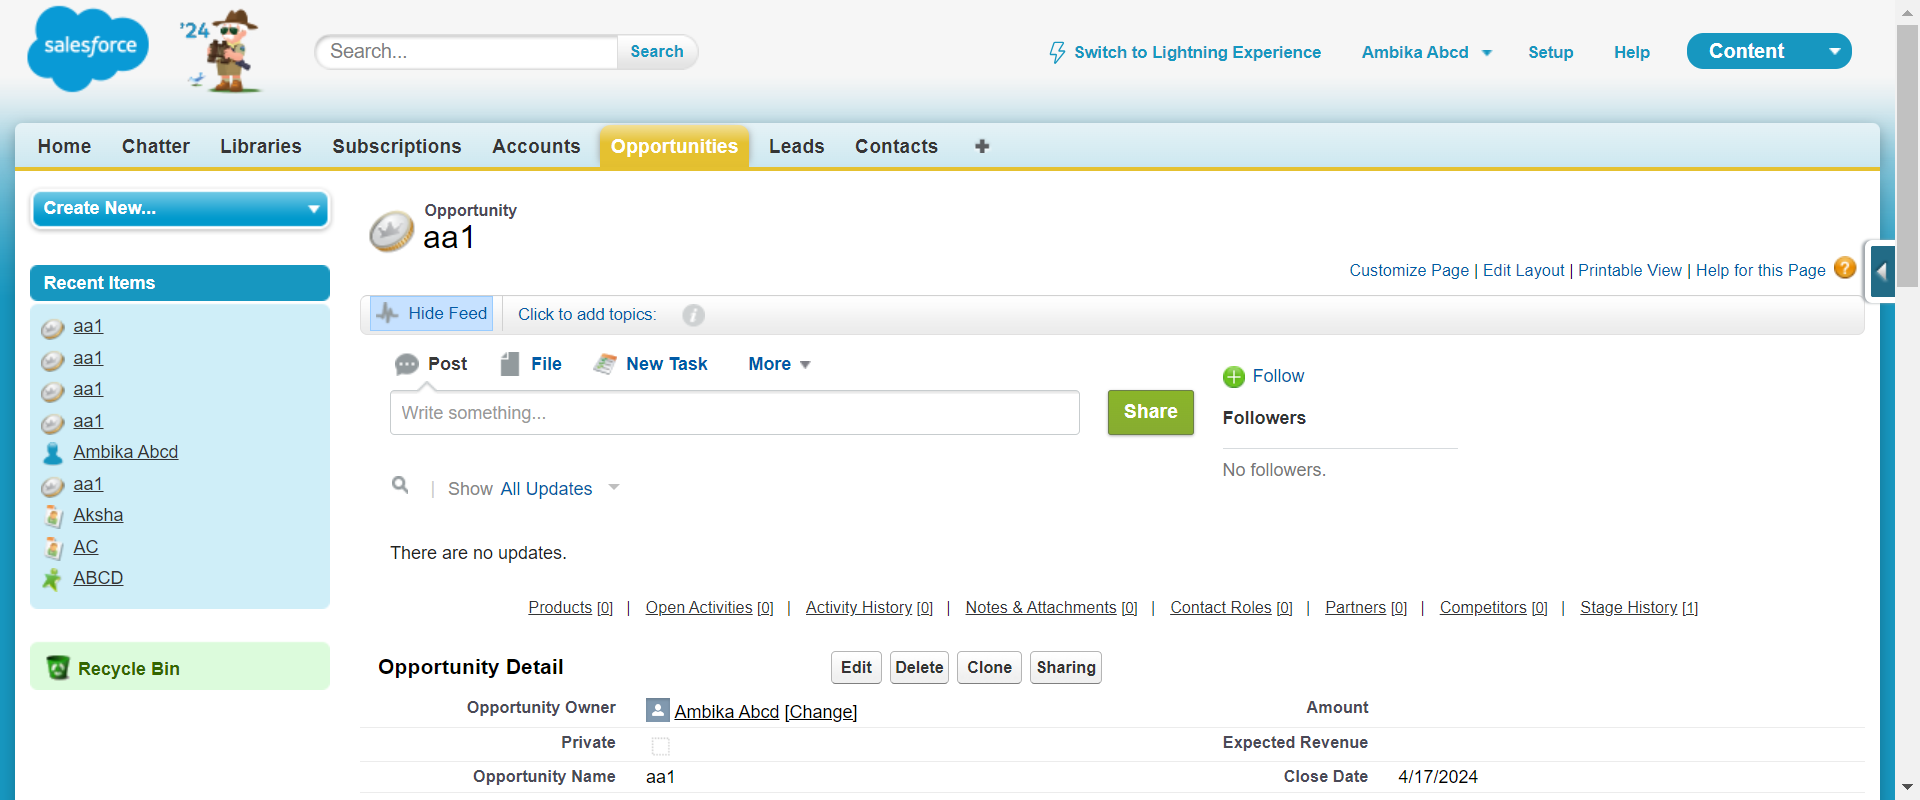 salesforce
'24
Search...
Search
Switch to Lightning Experience
Ambika Abcd
Setup
Help
Content
Home
Chatter
Libraries
Subscriptions
Accounts
Opportunities
Leads
Contacts
Create New...
Recent Items
aa1
aa1
aa1
aa1
Ambika Abcd
aa1
Aksha
AC
ABCD
Recycle Bin
Opportunity
aa1
Customize Page | Edit Layout | Printable View | Help for this Page
Hide Feed
Click to add topics:
Post
File
New Task
More
Write something...
Share
Follow
Followers
No followers.
Show All Updates
There are no updates.
Products [0] | Open Activities [0] | Activity History [0] | Notes & Attachments [0] | Contact Roles [0] | Partners [0] | Competitors [0] | Stage History [1]
Opportunity Detail
Edit
Delete
Clone
Sharing
Opportunity Owner
Ambika Abcd [Change]
Amount
Private
Expected Revenue
Opportunity Name
aa1
Close Date
4/17/2024